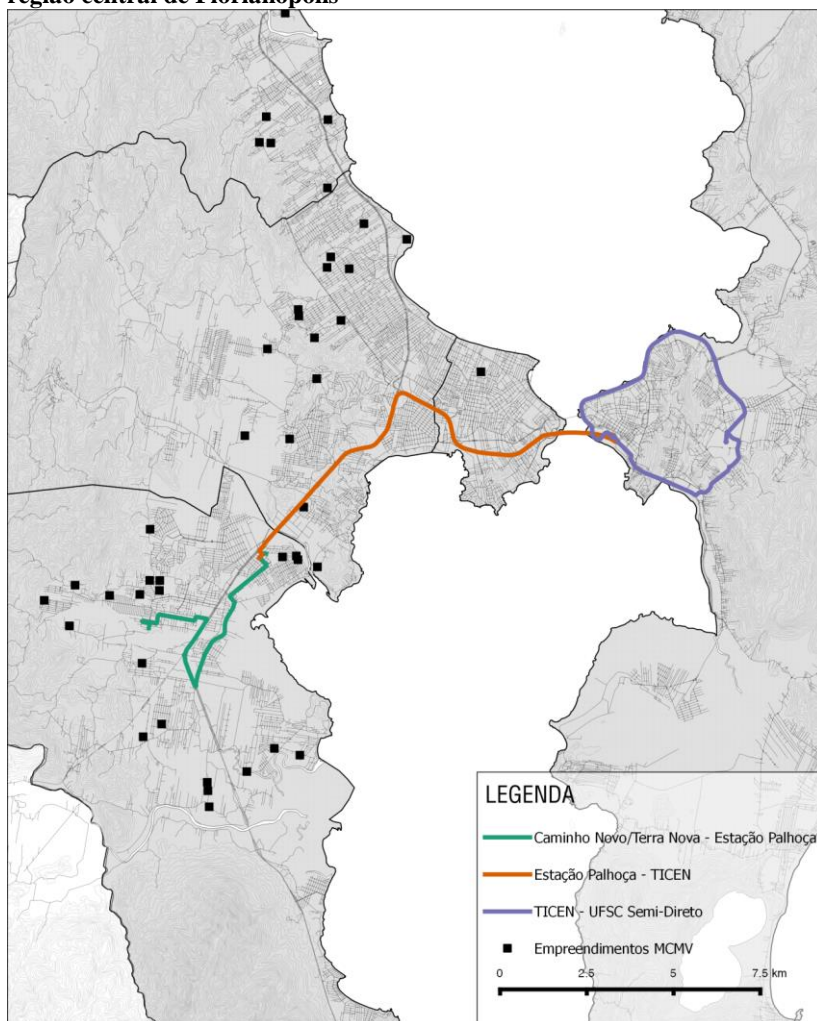 região central de Florianópolis
LEGENDA
Caminho Novo/Terra Nova - Estação Palhoça
Estação Palhoça - TICEN
TICEN - UFSC Semi-Direto
Empreendimentos MCMV
0 2.5 5 7.5 km